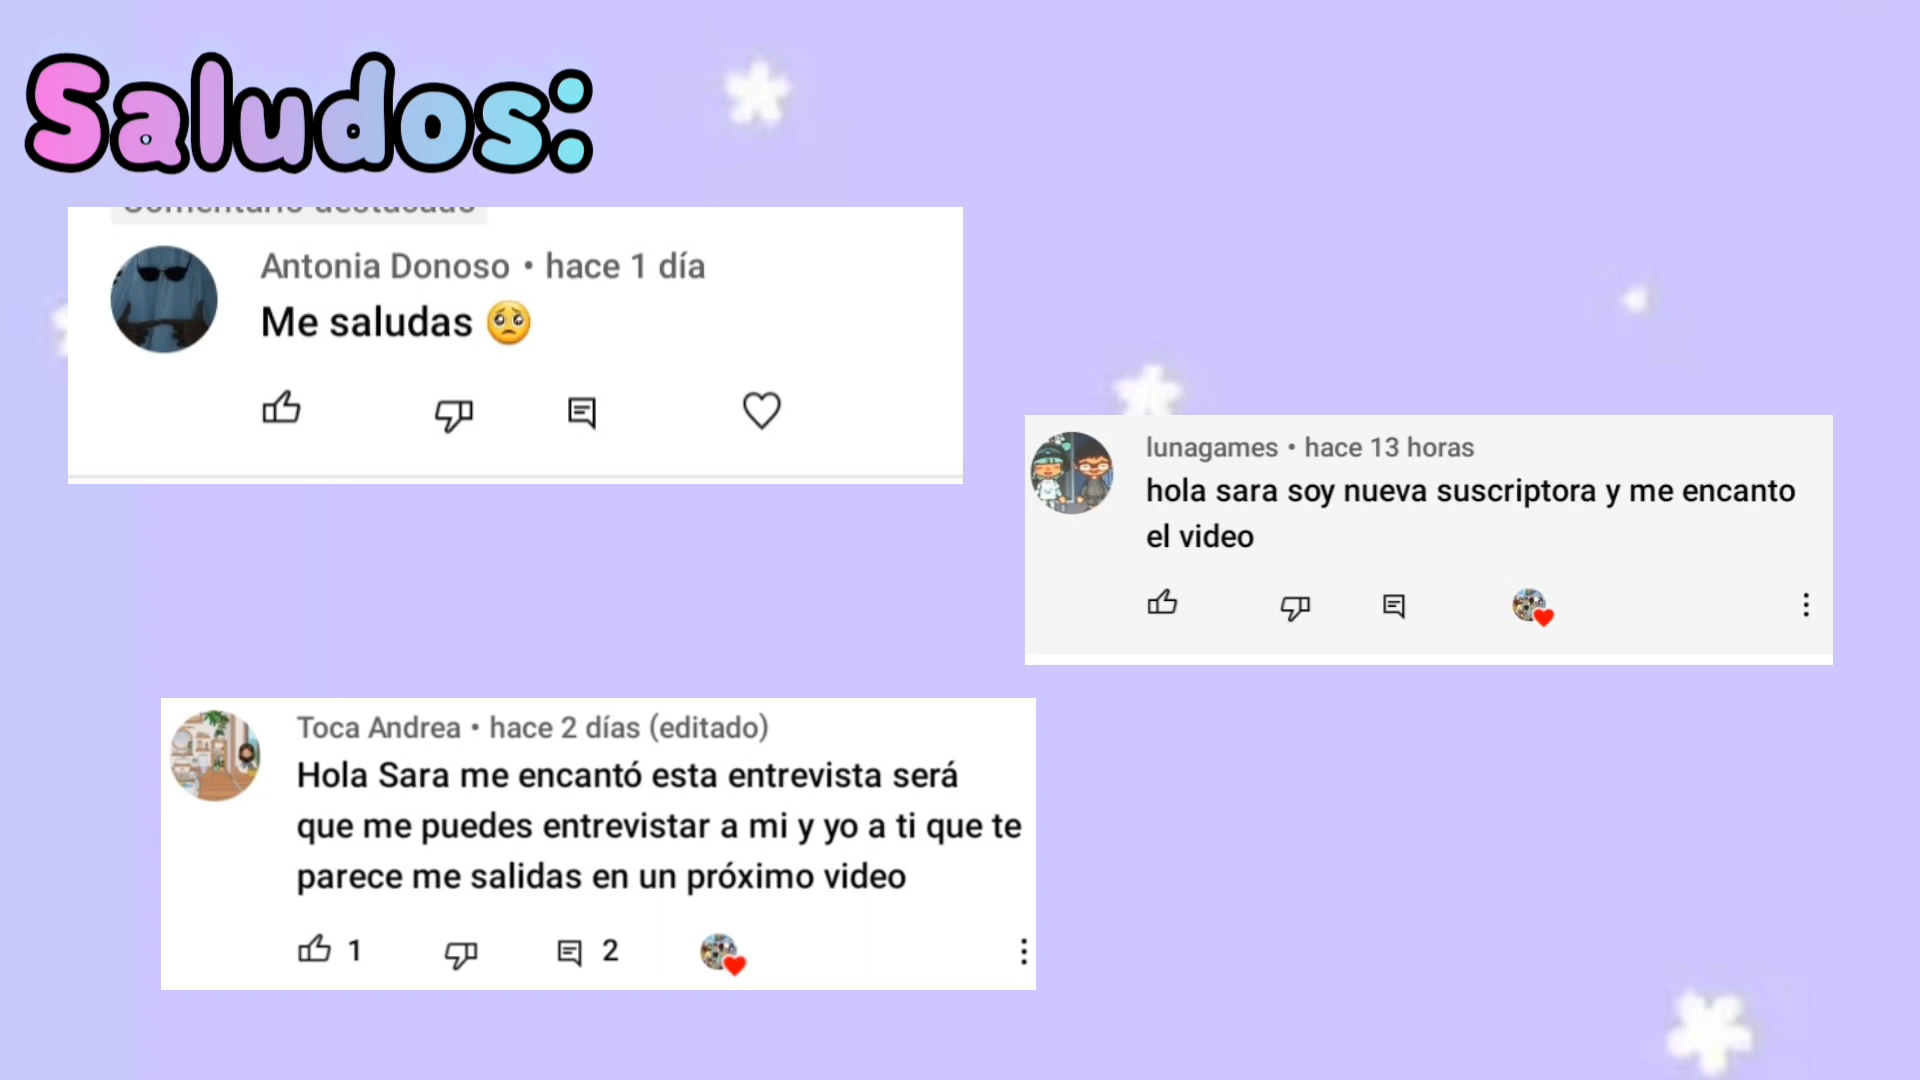 Saludos:
Comentario destacado
Antonia Donoso • hace 1 día
Me saludas 🥺
lunagames • hace 13 horas
hola sara soy nueva suscriptora y me encanto
el video
Toca Andrea • hace 2 días (editado)
Hola Sara me encantó esta entrevista será
que me puedes entrevistar a mi y yo a ti que te
parece me salidas en un próximo video
1 2